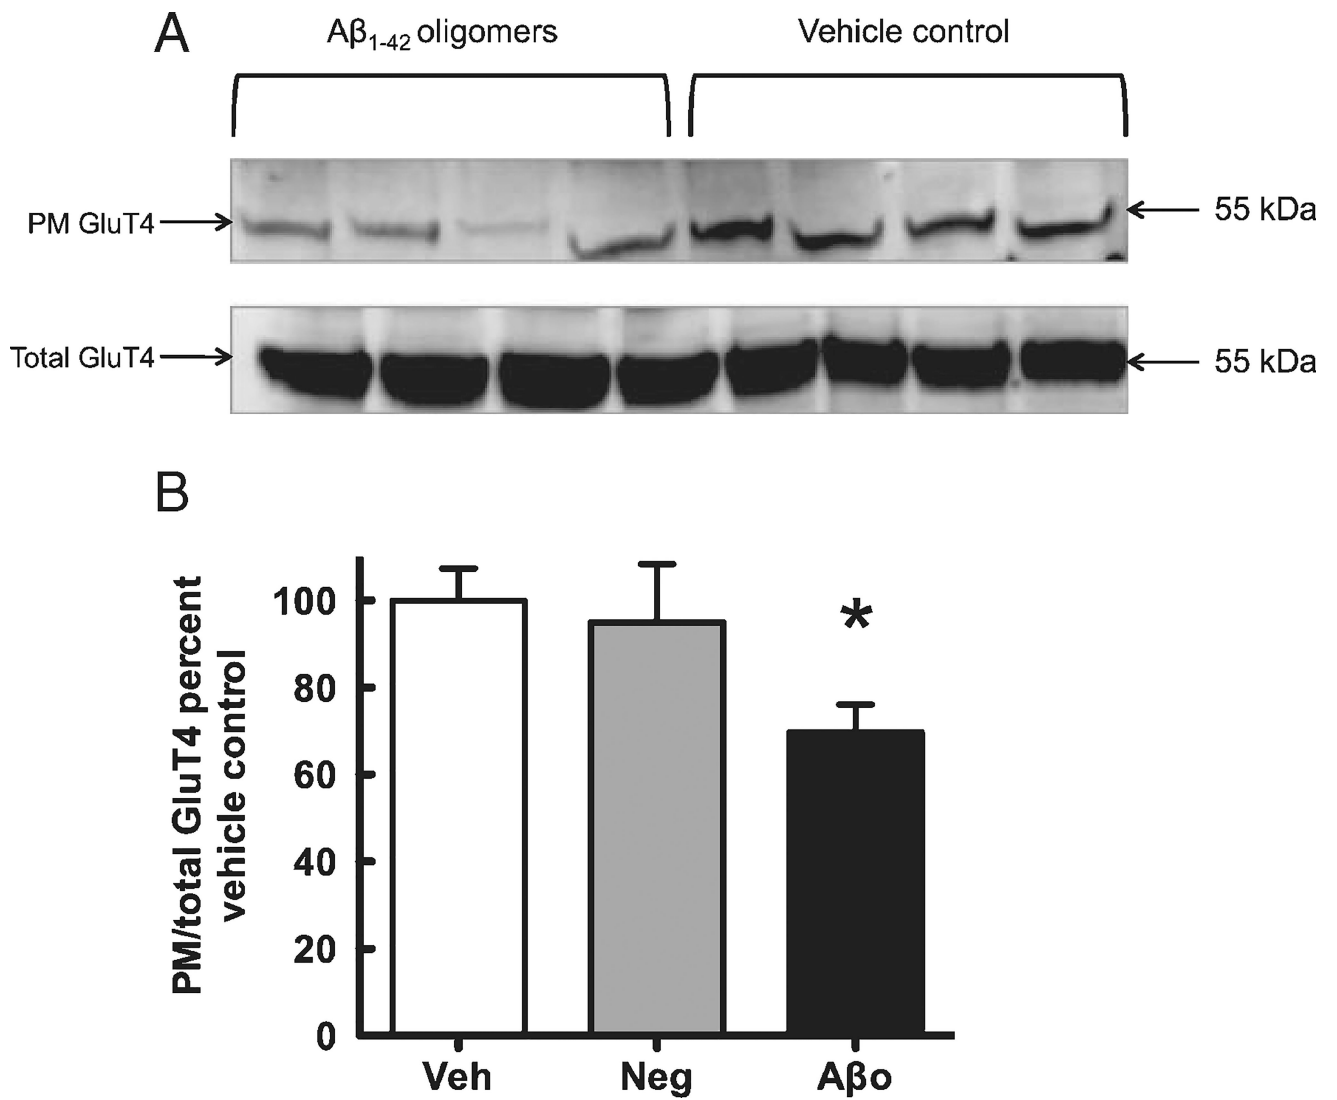 A
Aβ1-42 oligomers
Vehicle control
PM GluT4
55 kDa
Total GluT4
55 kDa
B
PM/total GluT4 percent
vehicle control
100
80
60
40
20
0
*
Veh
Neg
Aβo